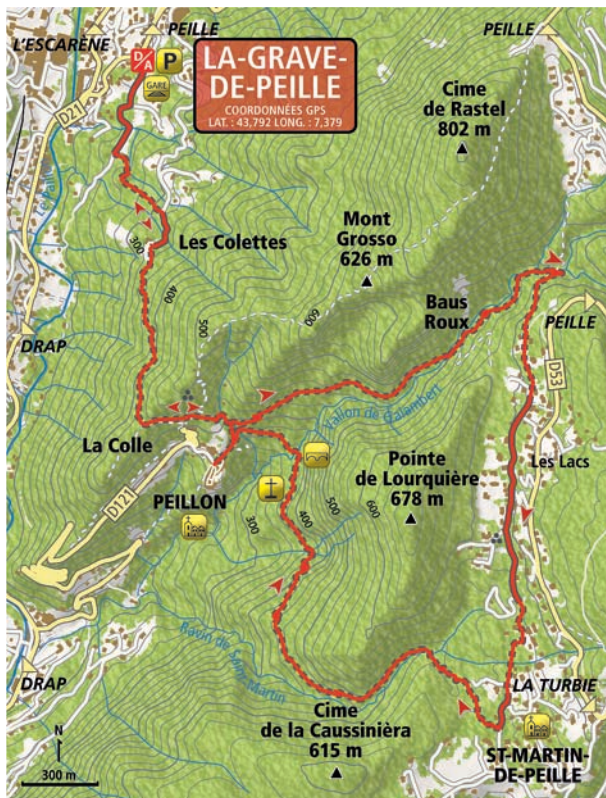 L'ESCARÈNE
PEILLE
D/A
P
GARE
LA-GRAVE-
DE-PEILLE
COORDONNÉES GPS
LAT. : 43,792 LONG. : 7,379
PEILLE
D21
Cime
de Rastel
802 m
Les Colettes
300
400
500
600
Mont
Grosso
626 m
Baus
Roux
PEILLE
D53
DRAP
La Colle
D121
PEILLON
Vallon de Galambert
Pointe
de Lourquière
678 m
Les Lacs
300
400
500
600
Ravin de Saint-Martin
DRAP
LA TURBIE
Cime
de la Caussinièra
615 m
ST-MARTIN-
DE-PEILLE
N
300 m